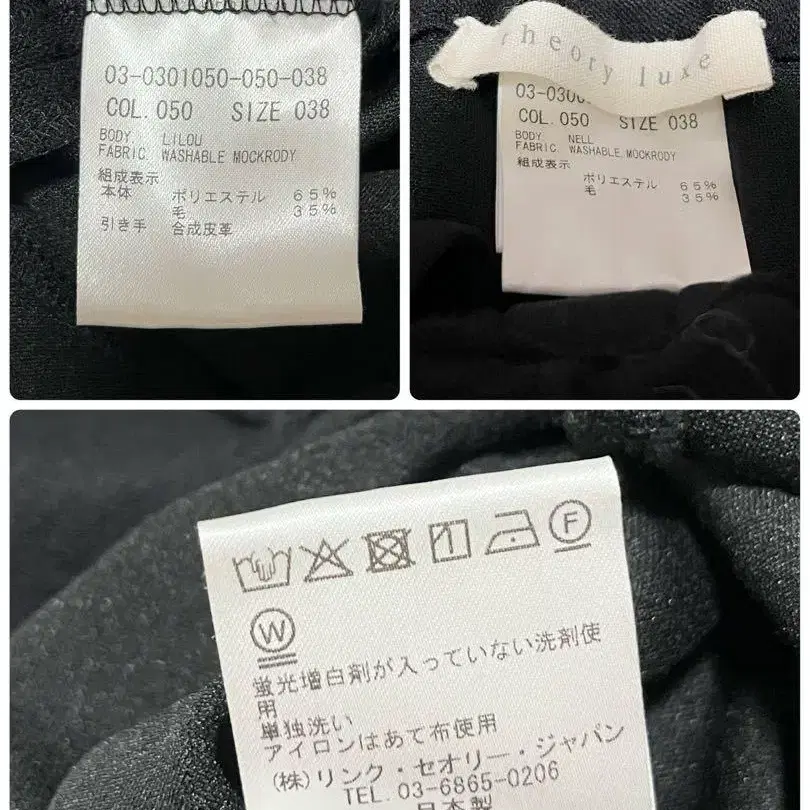 03-0301050-050-038
COL. 050 SIZE 038
BODY LILOU
FABRIC WASHABLE MOCKRODY
組成表示
本体 ポリエステル 65%
毛 35%
引き手 合成皮革
theory luxe
COL. 050 SIZE 038
BODY NELL
FABRIC WASHABLE MOCKRODY
組成表示
ポリエステル 65%
毛 35%
F
W
蛍光増白剤が入っていない洗剤使
用
単独洗い
アイロンはあて布使用
(株)リンク・セオリー・ジャパン
TEL.03-6865-0206
日本製